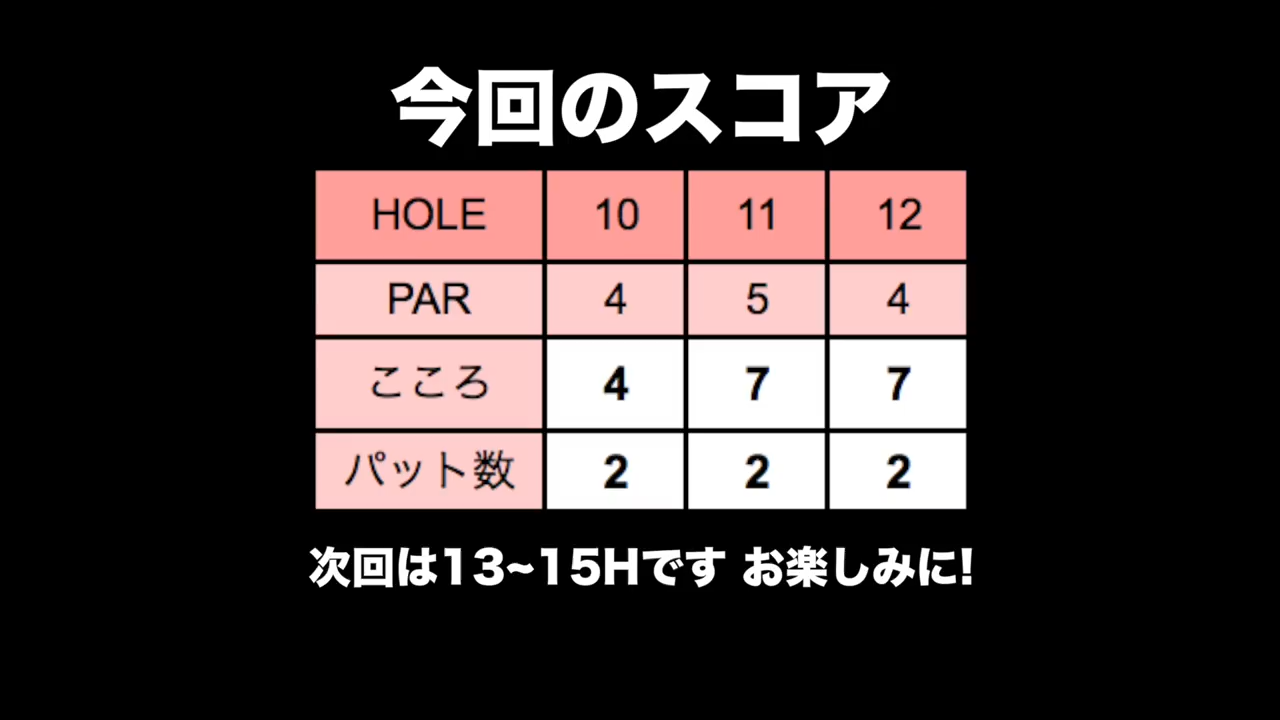 今回のスコア
HOLE 10 11 12
PAR 4 5 4
こころ 4 7 7
パット数 2 2 2
次回は13~15Hです お楽しみに!